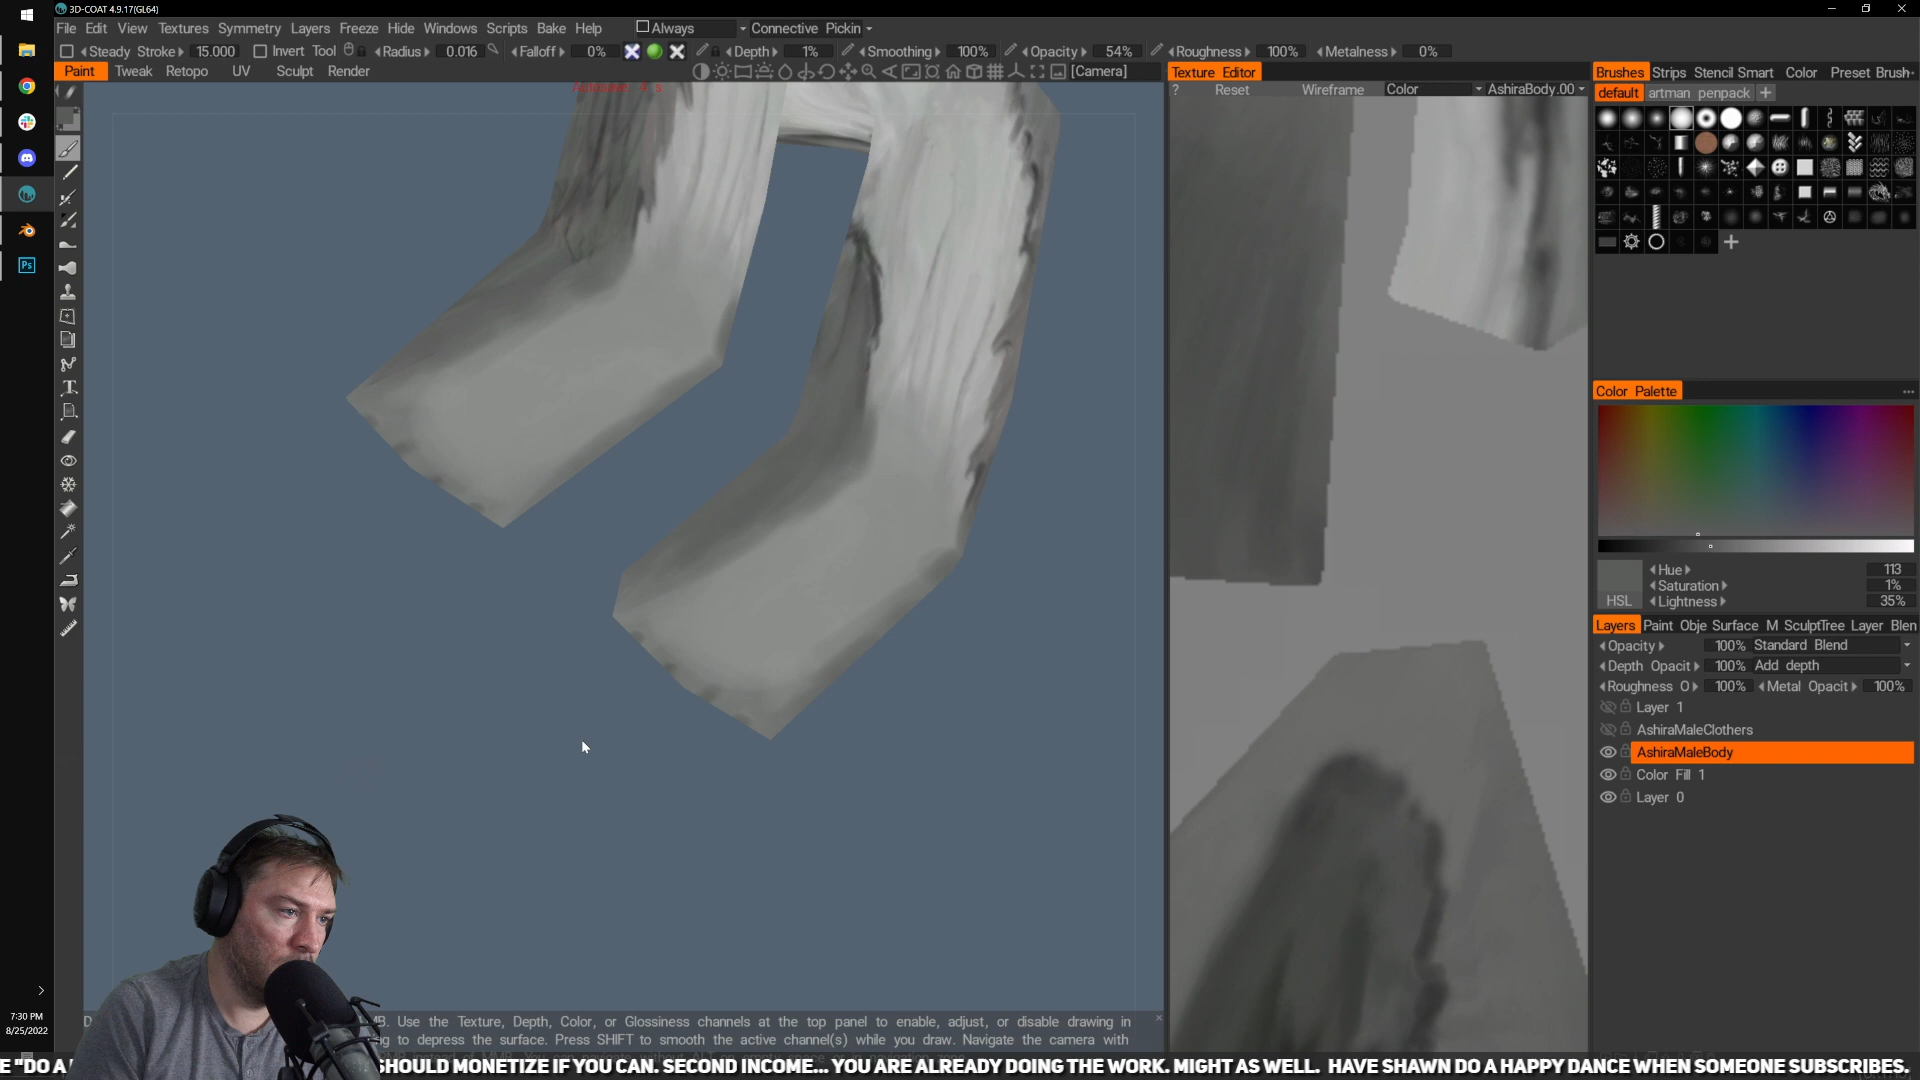 3D-COAT 4.9.17(GL64)
File Edit View Textures Symmetry Layers Freeze Hide Windows Scripts Bake Help Always Connective Pickin
Steady Stroke 15.000 Invert Tool Radius 0.016 Falloff 0% Depth 1% Smoothing 100% Opacity 54% Roughness 100% Metalness 0%
Paint Tweak Retopo UV Sculpt Render [Camera]
Texture Editor
? Reset Wireframe Color AshiraBody.00
Brushes Strips Stencil Smart Color Preset Brush
default artman penpack +
Color Palette
Hue 113
Saturation 1%
HSL Lightness 35%
Layers Paint Obje Surface M SculptTree Layer Blen
Opacity 100% Standard Blend
Depth Opacit 100% Add depth
Roughness O 100% Metal Opacit 100%
Layer 1
AshiraMaleClothers
AshiraMaleBody
Color Fill 1
Layer 0
Ps
7:30 PM
8/25/2022
B. Use the Texture, Depth, Color, or Glossiness channels at the top panel to enable, adjust, or disable drawing in
to depress the surface. Press SHIFT to smooth the active channel(s) while you draw. Navigate the camera with
E "DO A SHOULD MONETIZE IF YOU CAN. SECOND INCOME... YOU ARE ALREADY DOING THE WORK. MIGHT AS WELL. HAVE SHAWN DO A HAPPY DANCE WHEN SOMEONE SUBSCRIBES.